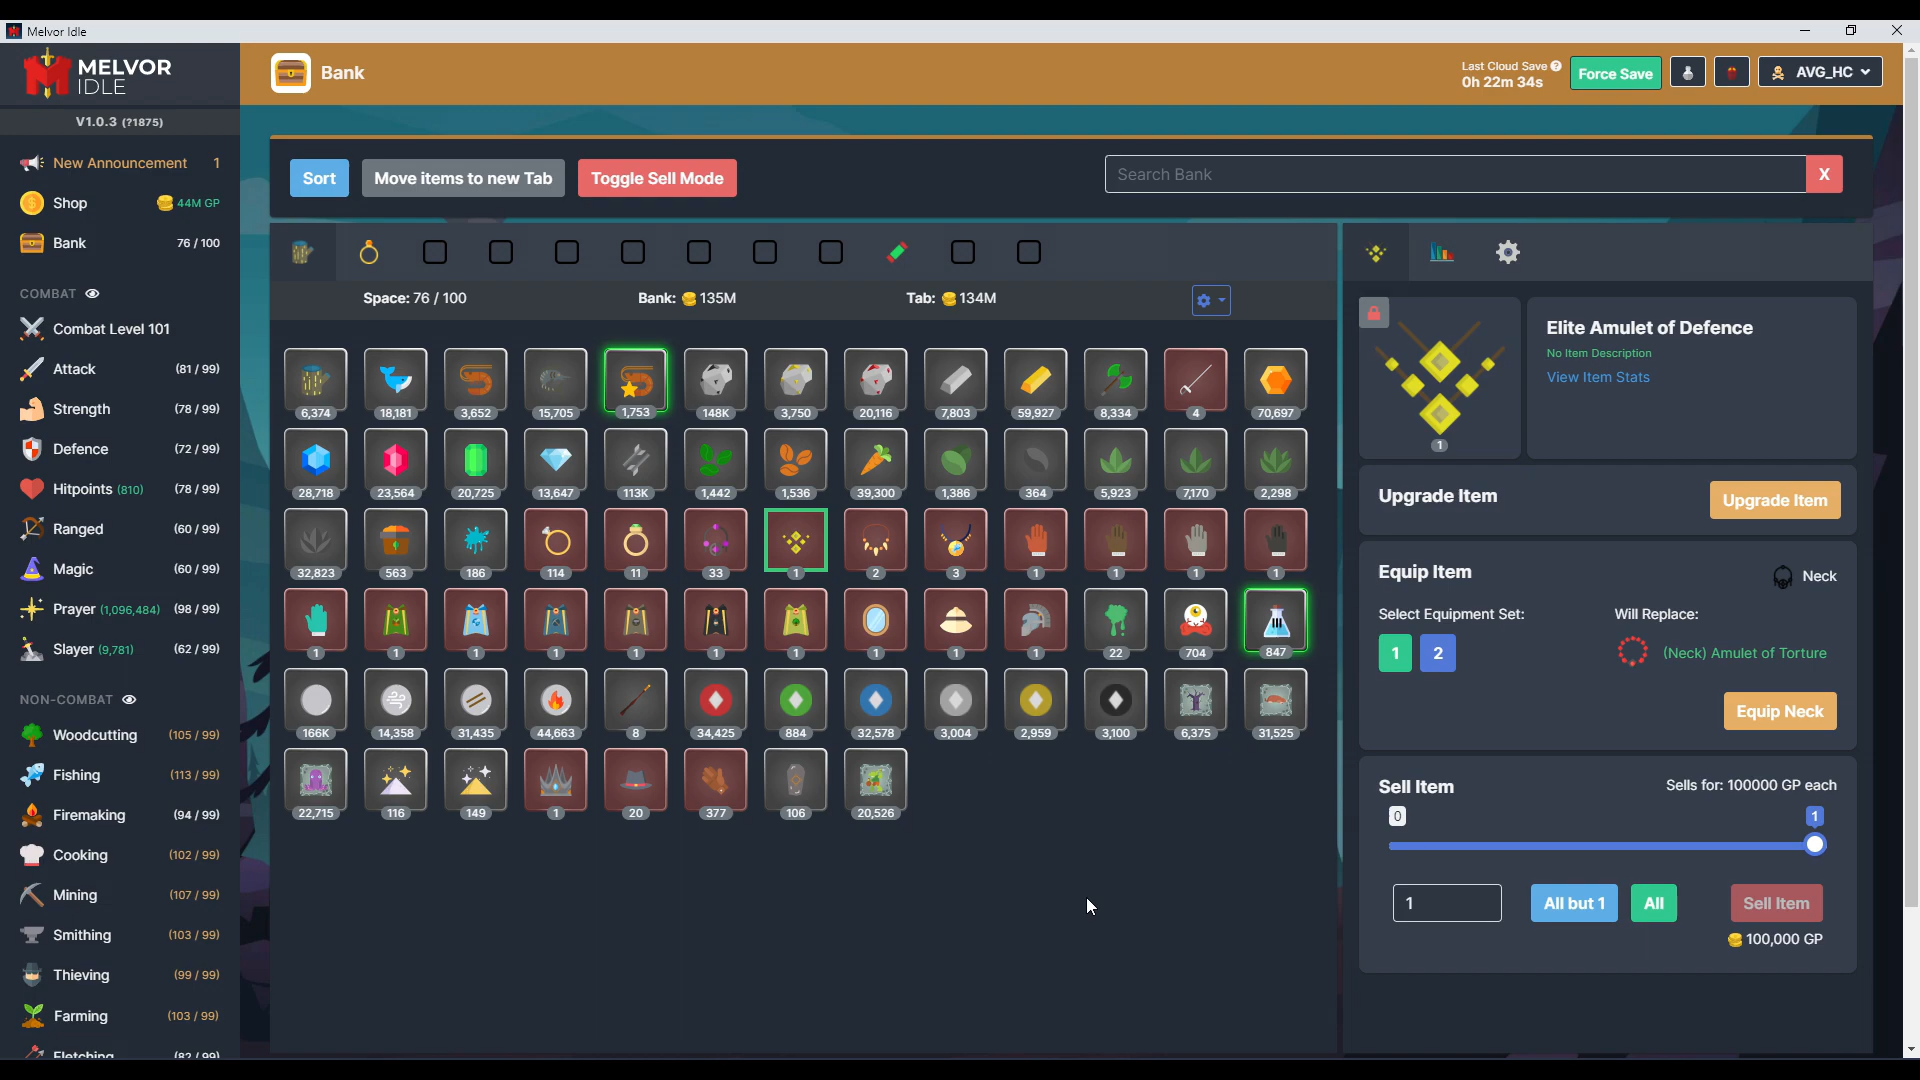 Melvor Idle
MELVOR
IDLE
V1.0.3 (?1875)
New Announcement 1
Shop 44M GP
Bank 76 / 100
COMBAT
Combat Level 101
Attack (81 / 99)
Strength (78 / 99)
Defence (72 / 99)
Hitpoints (810) (78 / 99)
Ranged (60 / 99)
Magic (60 / 99)
Prayer (1,096,484) (98 / 99)
Slayer (9,781) (62 / 99)
NON-COMBAT
Woodcutting (105 / 99)
Fishing (113 / 99)
Firemaking (94 / 99)
Cooking (102 / 99)
Mining (107 / 99)
Smithing (103 / 99)
Thieving (99 / 99)
Farming (103 / 99)
Fletching (82 / 99)
Bank
Last Cloud Save ?
0h 22m 34s
Force Save
AVG_HC
Sort Move items to new Tab Toggle Sell Mode
Search Bank X
Space: 76 / 100 Bank: 135M Tab: 134M
6,374 18,181 3,652 15,705 1,753 148K 3,750 20,116 7,803 59,927 8,334 4 70,697
28,718 23,564 20,725 13,647 113K 1,442 1,536 39,300 1,386 364 5,923 7,170 2,298
32,823 563 186 114 11 33 1 2 3 1 1 1 1
1 1 1 1 1 1 1 1 1 1 22 704 847
166K 14,358 31,435 44,663 8 34,425 884 32,578 3,004 2,959 3,100 6,375 31,525
22,715 116 149 1 20 377 106 20,526
1
Elite Amulet of Defence
No Item Description
View Item Stats
Upgrade Item Upgrade Item
Equip Item Neck
Select Equipment Set: Will Replace:
1 2 (Neck) Amulet of Torture
Equip Neck
Sell Item Sells for: 100000 GP each
0 1
1 All but 1 All Sell Item
100,000 GP